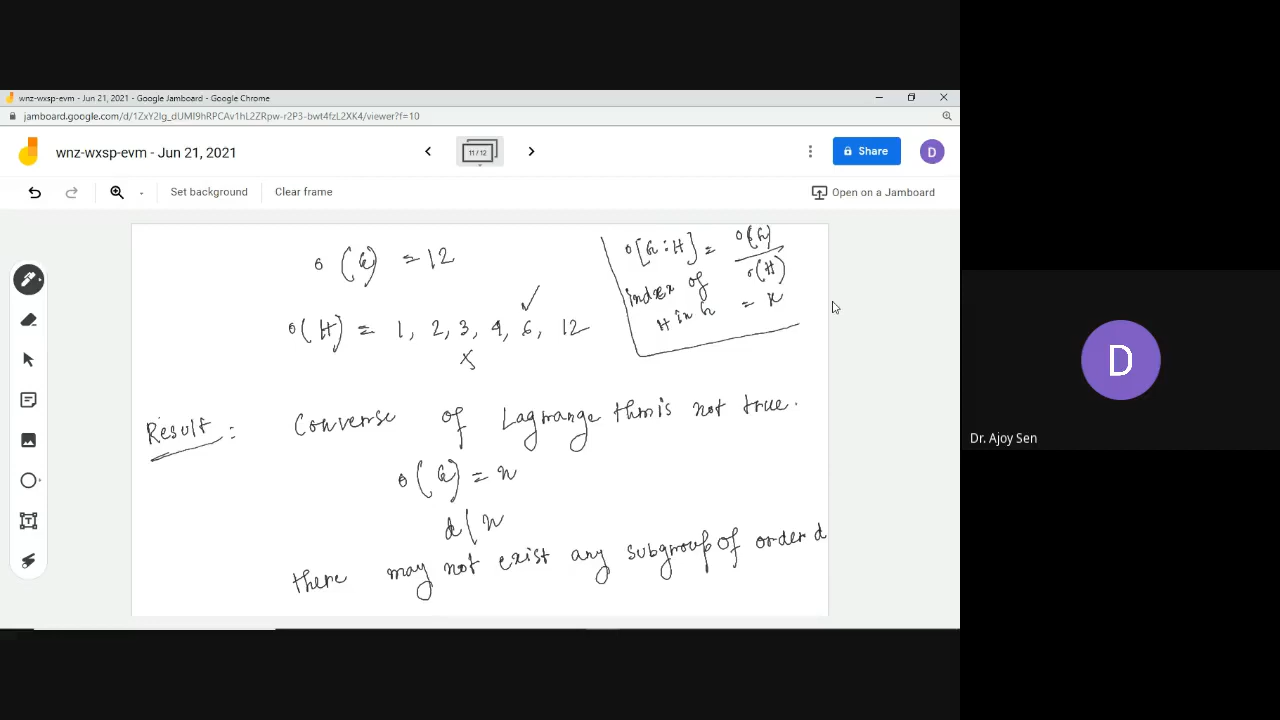 wnz-wxsp-evm - Jun 21, 2021 - Google Jamboard - Google Chrome
jamboard.google.com/d/1ZxY2lg_dUMI9hRPCAv1hL2ZRpw-r2P3-bwt4fzL2XK4/viewer?f=10
wnz-wxsp-evm - Jun 21, 2021
11 / 12
Share
D
Set background
Clear frame
Open on a Jamboard
o (G) = 12
o[G : H] = o(G) / o(H)
index of
H in G = k
o(H) = 1, 2, 3, 4, 6, 12
Result :
Converse of Lagrange thm is not true.
o (G) = n
d | n
there may not exist any subgroup of order d
D
Dr. Ajoy Sen